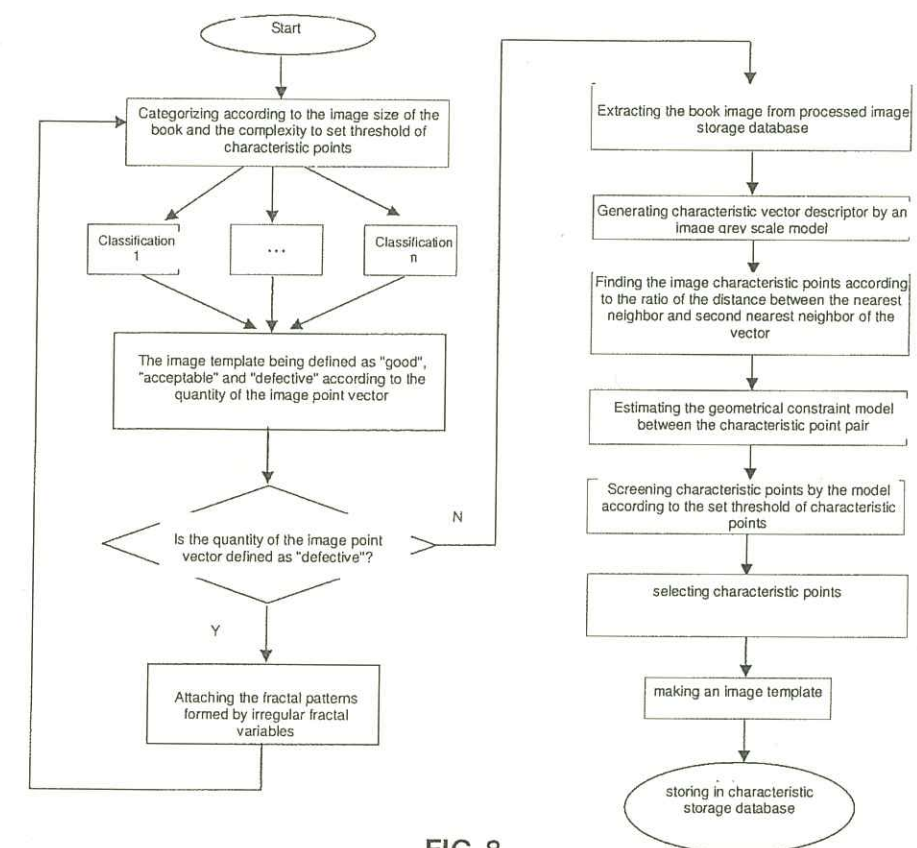 Start
Categorizing according to the image size of the
book and the complexity to set threshold of
characteristic points
Classification
1
...
Classification
n
The image template being defined as "good",
"acceptable" and "defective" according to the
quantity of the image point vector
Is the quantity of the image point
vector defined as "defective"?
N
Y
Attaching the fractal patterns
formed by irregular fractal
variables
Extracting the book image from processed image
storage database
Generating characteristic vector descriptor by an
image grey scale model
Finding the image characteristic points according
to the ratio of the distance between the nearest
neighbor and second nearest neighbor of the
vector
Estimating the geometrical constraint model
between the characteristic point pair
Screening characteristic points by the model
according to the set threshold of characteristic
points
selecting characteristic points
making an image template
storing in characteristic
storage database
FIG. 8